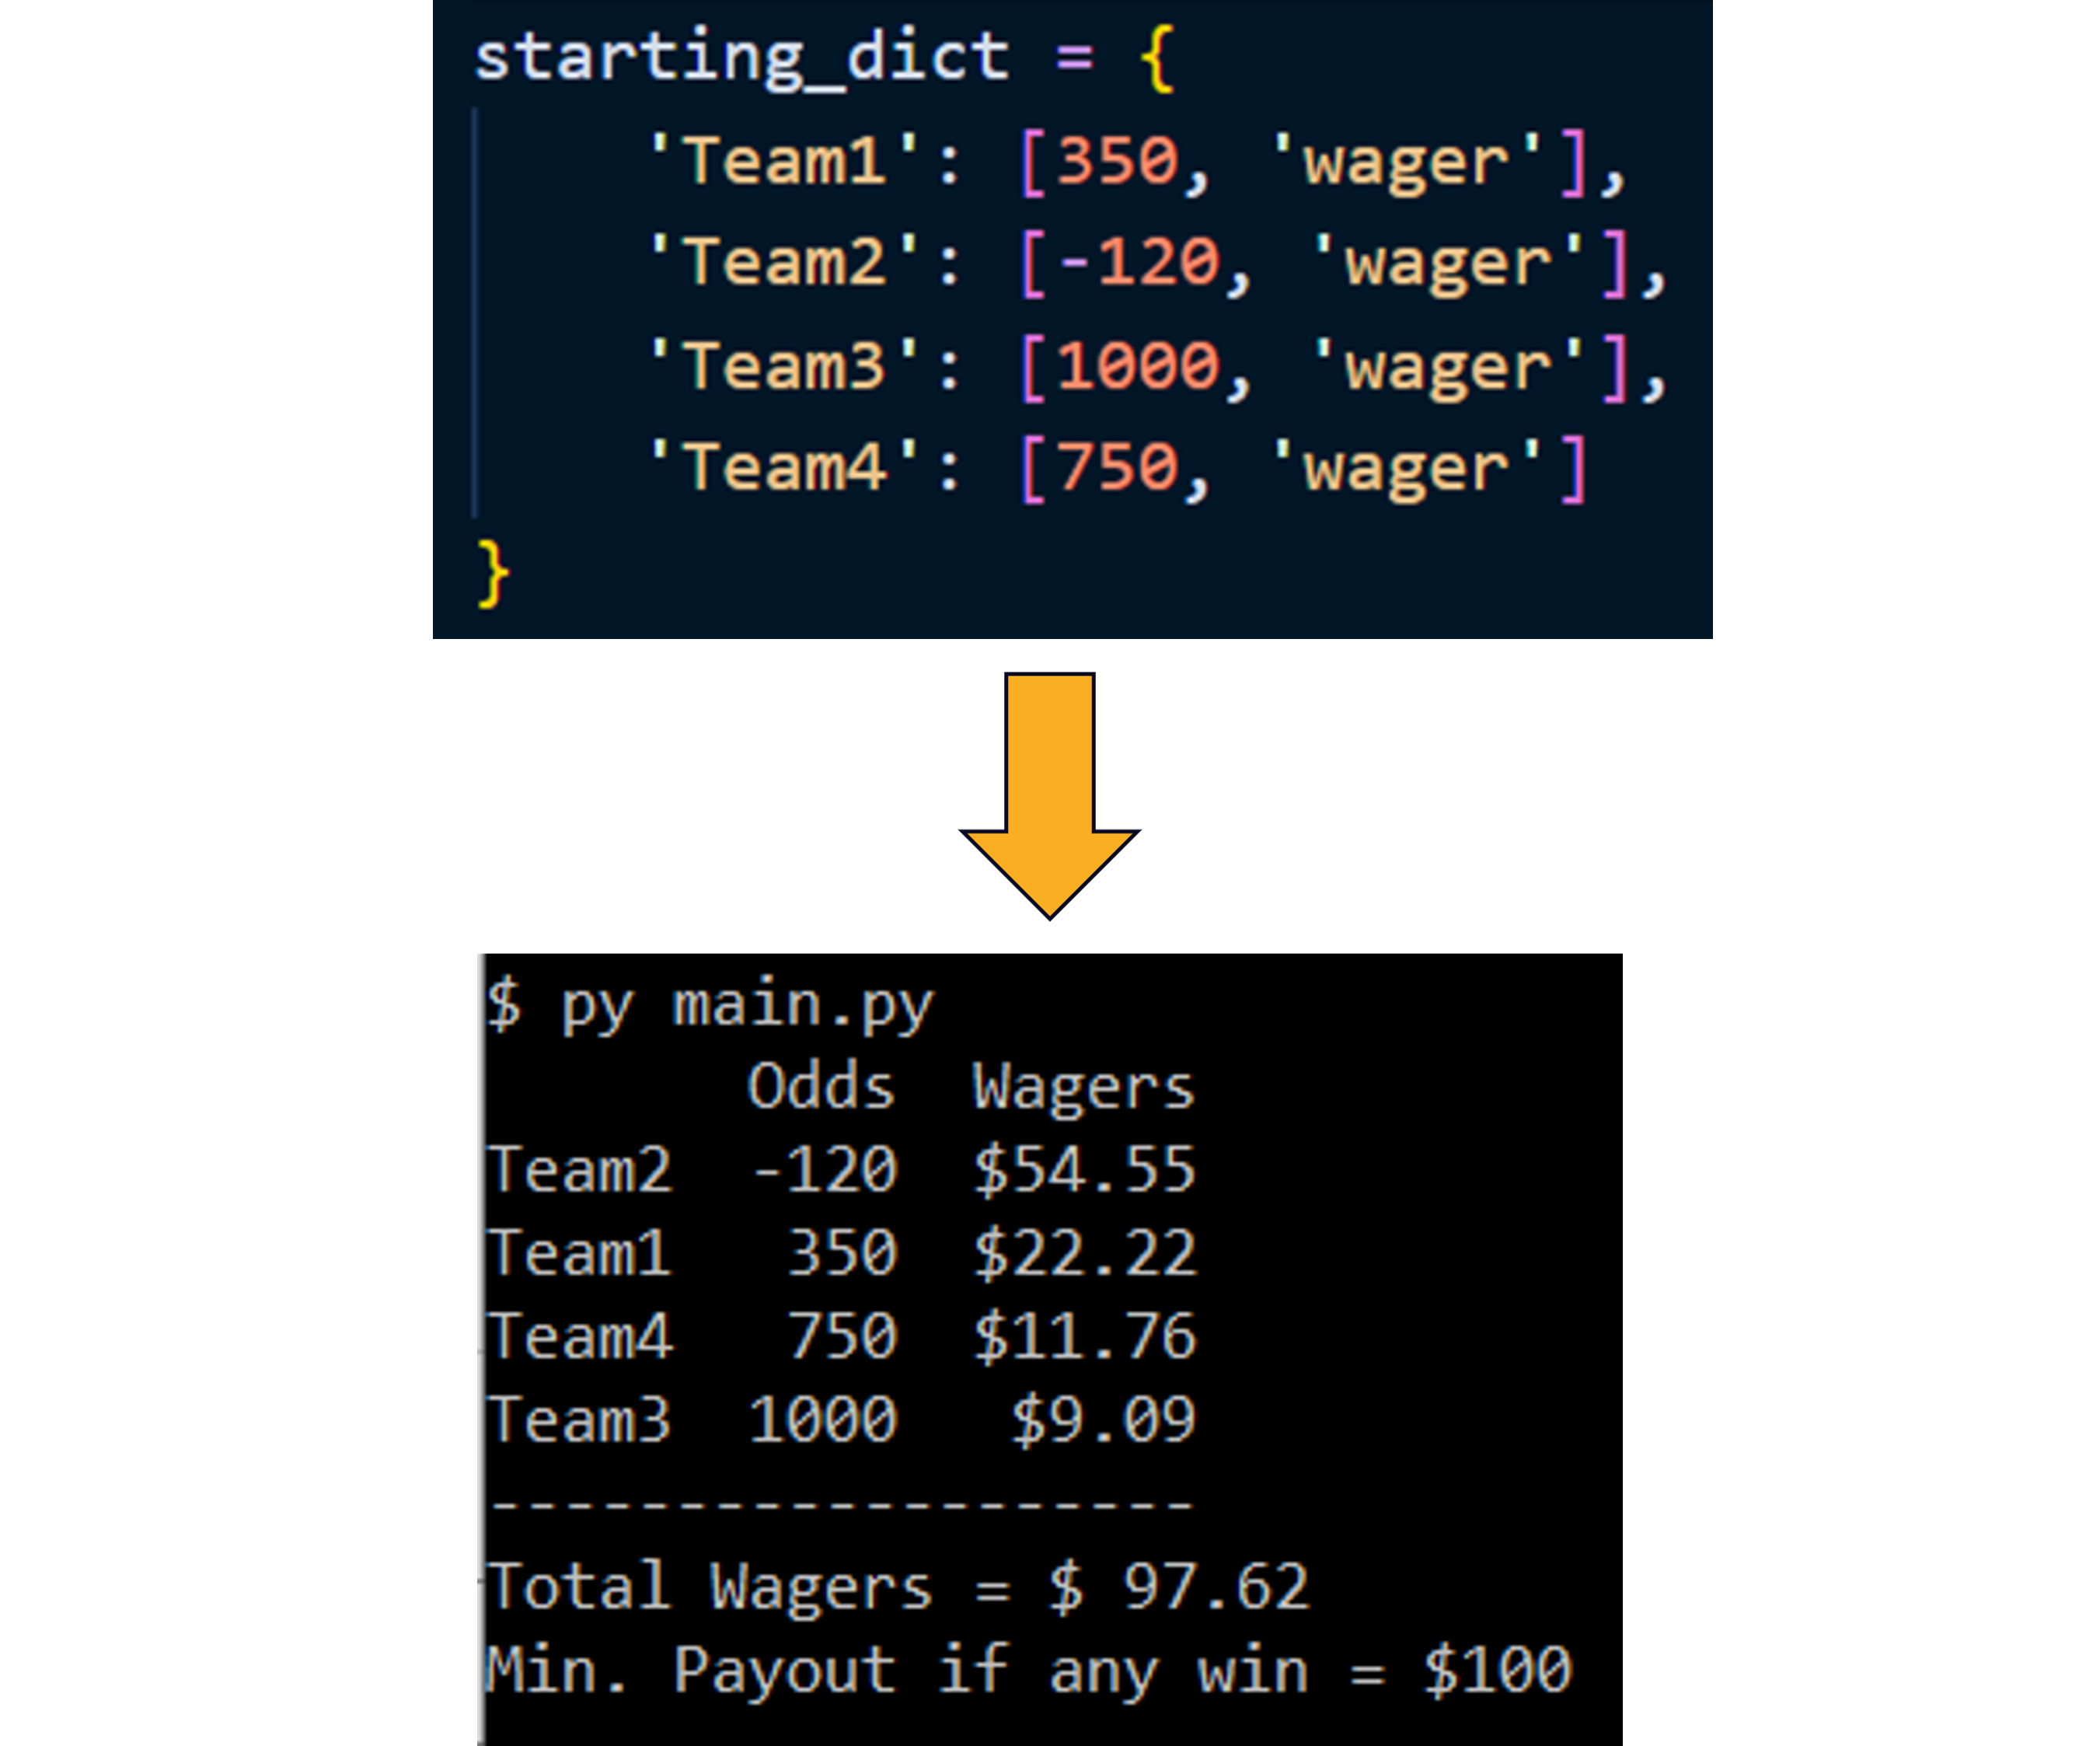 starting_dict = {
'Team1': [350, 'wager'],
'Team2': [-120, 'wager'],
'Team3': [1000, 'wager'],
'Team4': [750, 'wager']
}
$ py main.py
Odds Wagers
Team2 -120 $54.55
Team1 350 $22.22
Team4 750 $11.76
Team3 1000 $9.09
-------------------
Total Wagers = $ 97.62
Min. Payout if any win = $100